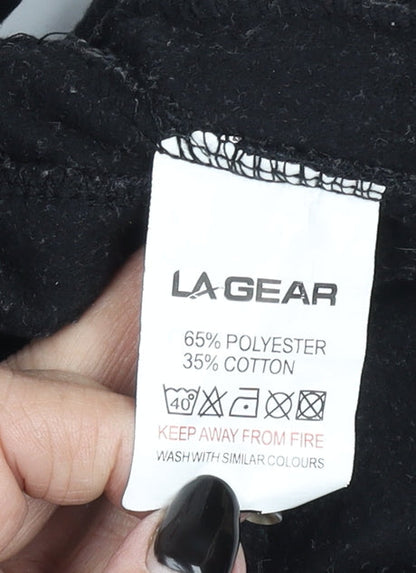 LA GEAR
65% POLYESTER
35% COTTON
40°
KEEP AWAY FROM FIRE
WASH WITH SIMILAR COLOURS